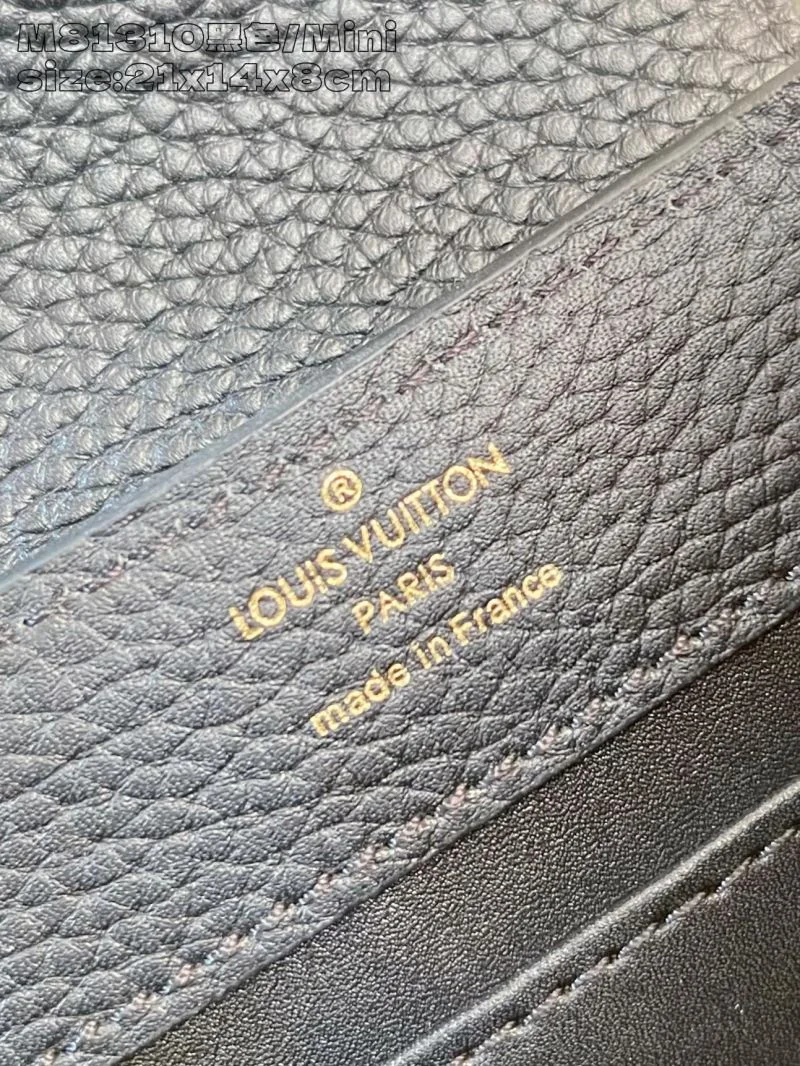 M81310黑色/Mini
size:21x14x8cm
®
LOUIS VUITTON
PARIS
made in France